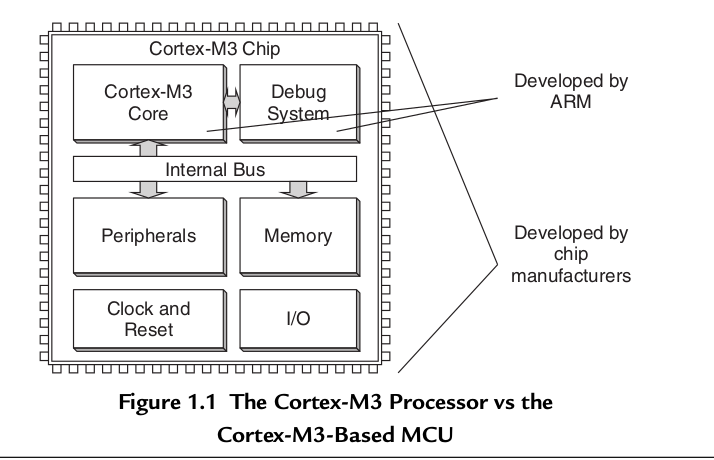 Cortex-M3 Chip
Cortex-M3
Core
Debug
System
Developed by
ARM
Internal Bus
Peripherals
Memory
Developed by
chip
manufacturers
Clock and
Reset
I/O
Figure 1.1 The Cortex-M3 Processor vs the
Cortex-M3-Based MCU